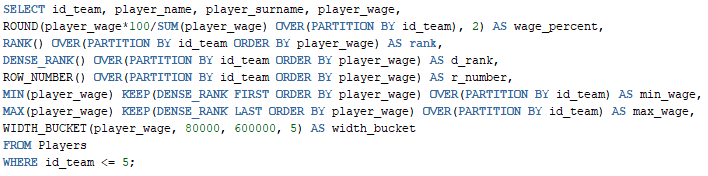 SELECT id_team, player_name, player_surname, player_wage,
ROUND(player_wage*100/SUM(player_wage) OVER(PARTITION BY id_team), 2) AS wage_percent,
RANK() OVER(PARTITION BY id_team ORDER BY player_wage) AS rank,
DENSE_RANK() OVER(PARTITION BY id_team ORDER BY player_wage) AS d_rank,
ROW_NUMBER() OVER(PARTITION BY id_team ORDER BY player_wage) AS r_number,
MIN(player_wage) KEEP(DENSE_RANK FIRST ORDER BY player_wage) OVER(PARTITION BY id_team) AS min_wage,
MAX(player_wage) KEEP(DENSE_RANK LAST ORDER BY player_wage) OVER(PARTITION BY id_team) AS max_wage,
WIDTH_BUCKET(player_wage, 80000, 600000, 5) AS width_bucket
FROM Players
WHERE id_team <= 5;